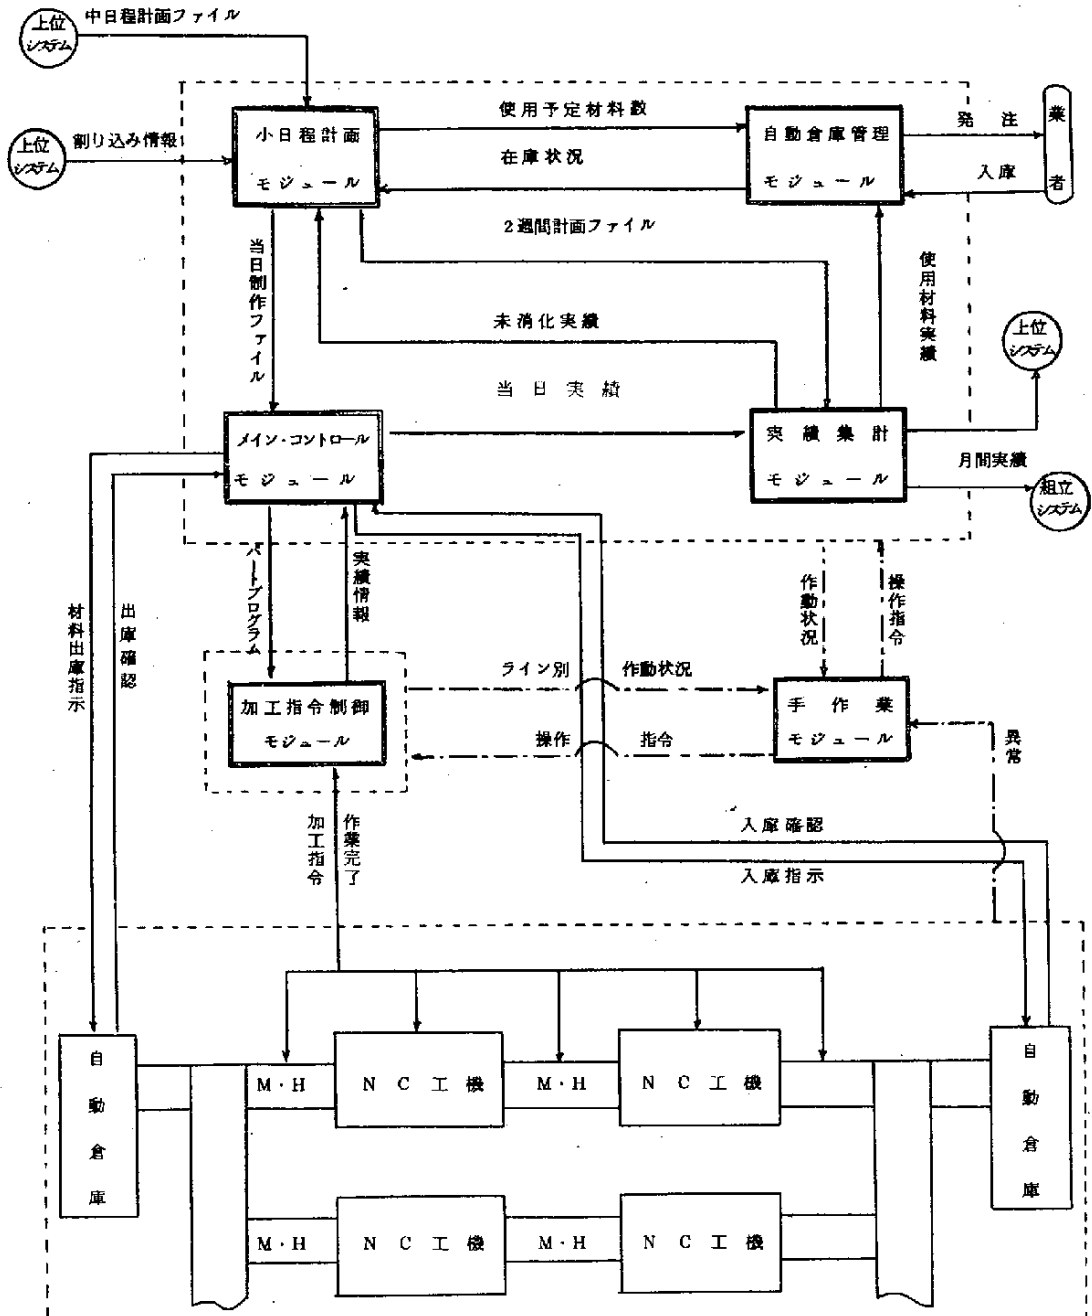 上位
システム
中日程計画ファイル
上位
システム
割り込み情報
小日程計画
モジュール
使用予定材料数
在庫状況
自動倉庫管理
モジュール
発注
入庫
業者
2週間計画ファイル
当日制作ファイル
未消化実績
使用材料実績
当日実績
上位
システム
メイン・コントロール
モジュール
実績集計
モジュール
月間実績
組立
システム
材料出庫指示
出庫確認
パートプログラム
実績情報
作動状況
操作指令
ライン別 作動状況
加工指令制御
モジュール
手作業
モジュール
操作 指令
異常
加工指令
作業完了
入庫確認
入庫指示
自動倉庫
M・H
NC工機
M・H
NC工機
自動倉庫
M・H
NC工機
M・H
NC工機